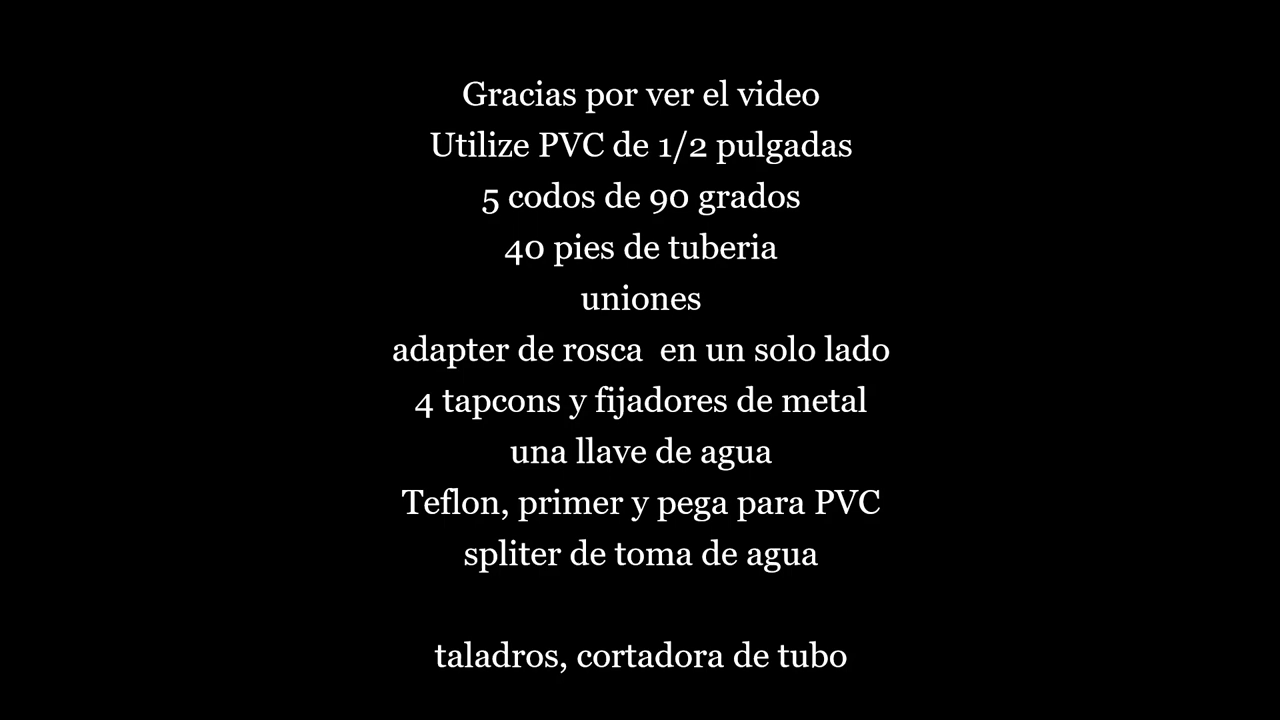 Gracias por ver el video
Utilize PVC de 1/2 pulgadas
5 codos de 90 grados
40 pies de tuberia
uniones
adapter de rosca  en un solo lado
4 tapcons y fijadores de metal
una llave de agua
Teflon, primer y pega para PVC
spliter de toma de agua
taladros, cortadora de tubo